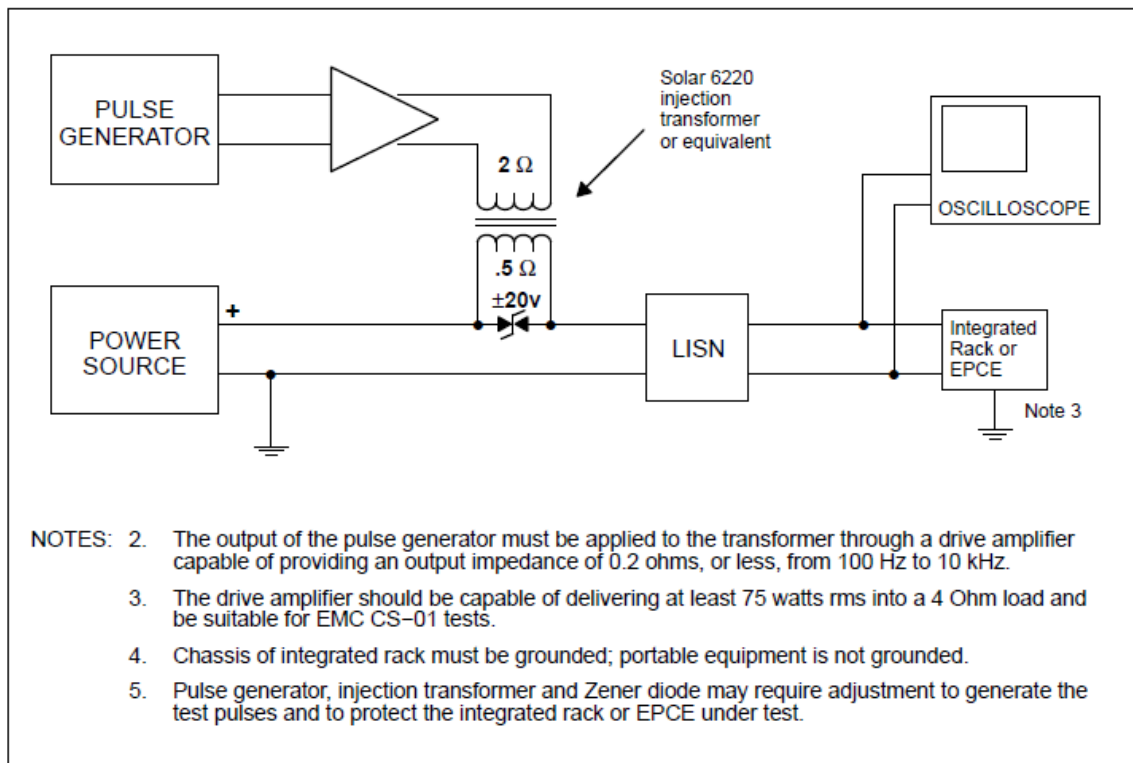 PULSE
GENERATOR
Solar 6220
injection
transformer
or equivalent
OSCILLOSCOPE
2 Ω
.5 Ω
±20v
POWER
SOURCE
+
LISN
Integrated
Rack or
EPCE
Note 3
NOTES: 2. The output of the pulse generator must be applied to the transformer through a drive amplifier
capable of providing an output impedance of 0.2 ohms, or less, from 100 Hz to 10 kHz.
3. The drive amplifier should be capable of delivering at least 75 watts rms into a 4 Ohm load and
be suitable for EMC CS−01 tests.
4. Chassis of integrated rack must be grounded; portable equipment is not grounded.
5. Pulse generator, injection transformer and Zener diode may require adjustment to generate the
test pulses and to protect the integrated rack or EPCE under test.